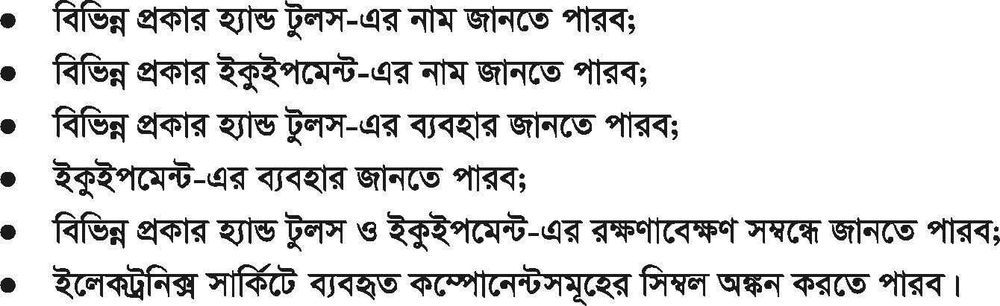 • বিভিন্ন প্রকার হ্যান্ড টুলস-এর নাম জানতে পারব;
• বিভিন্ন প্রকার ইকুইপমেন্ট-এর নাম জানতে পারব;
• বিভিন্ন প্রকার হ্যান্ড টুলস-এর ব্যবহার জানতে পারব;
• ইকুইপমেন্ট-এর ব্যবহার জানতে পারব;
• বিভিন্ন প্রকার হ্যান্ড টুলস ও ইকুইপমেন্ট-এর রক্ষণাবেক্ষণ সম্বন্ধে জানতে পারব;
• ইলেকট্রনিক্স সার্কিটে ব্যবহৃত কম্পোনেন্টসমূহের সিম্বল অঙ্কন করতে পারব।